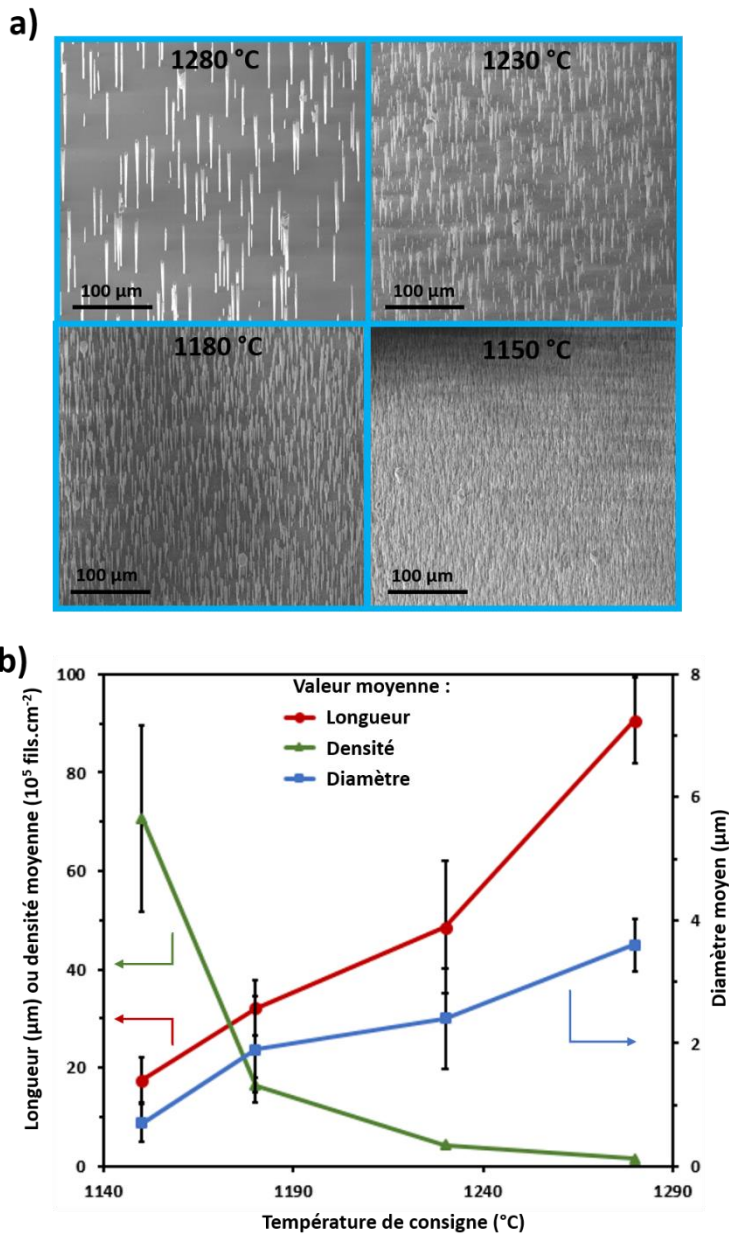 a)
1280 °C
1230 °C
100 µm
100 µm
1180 °C
1150 °C
100 µm
100 µm
b)
Longueur (µm) ou densité moyenne (10⁵ fils.cm⁻²)
100
80
60
40
20
0
Valeur moyenne :
Longueur
Densité
Diamètre
8
6
4
2
0
Diamètre moyen (µm)
1140
1190
1240
1290
Température de consigne (°C)